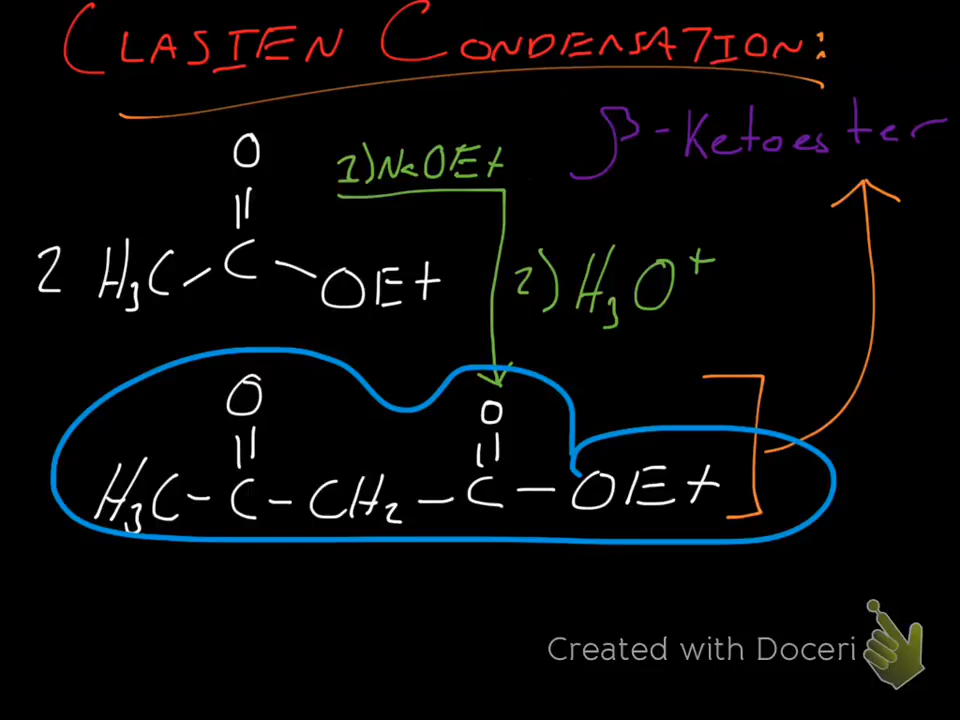 CLASIEN CONDENSATION:
β-Ketoester
O
1) NaOEt
2 H₃C C OEt
2) H₃O⁺
O O
H₃C-C-CH₂-C-OEt
Created with Doceri